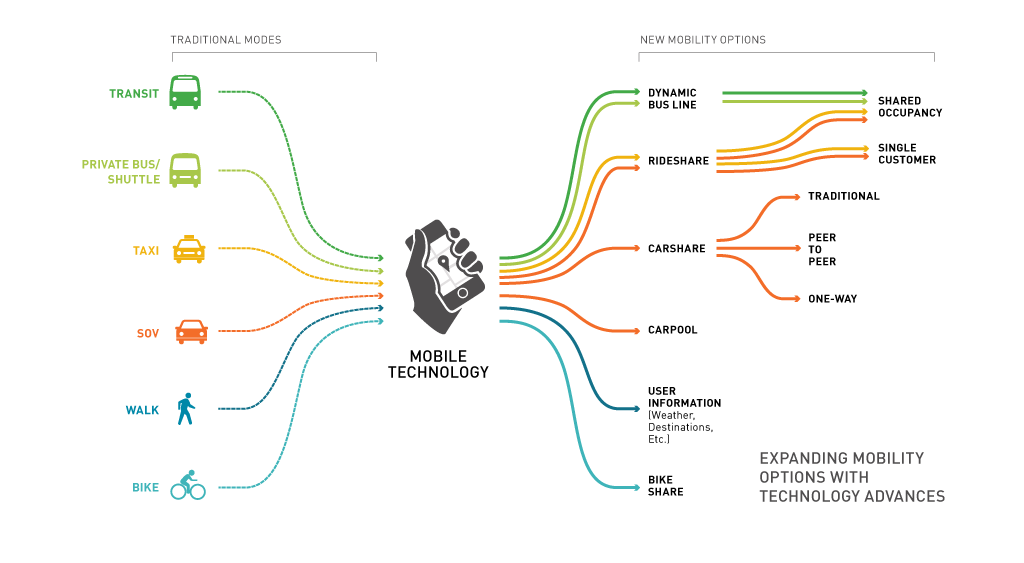 TRADITIONAL MODES
TRANSIT
PRIVATE BUS/
SHUTTLE
TAXI
SOV
WALK
BIKE
MOBILE
TECHNOLOGY
NEW MOBILITY OPTIONS
DYNAMIC
BUS LINE
SHARED
OCCUPANCY
RIDESHARE
SINGLE
CUSTOMER
CARSHARE
TRADITIONAL
PEER
TO
PEER
ONE-WAY
CARPOOL
USER
INFORMATION
(Weather,
Destinations,
Etc.)
BIKE
SHARE
EXPANDING MOBILITY
OPTIONS WITH
TECHNOLOGY ADVANCES